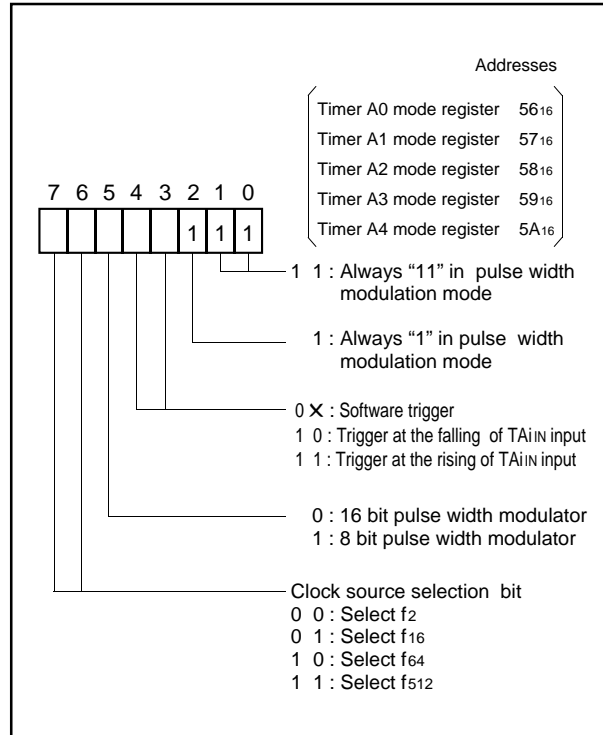 Addresses
Timer A0 mode register 5616
Timer A1 mode register 5716
Timer A2 mode register 5816
Timer A3 mode register 5916
Timer A4 mode register 5A16
7 6 5 4 3 2 1 0
1 1 1
1 1 : Always “11” in pulse width
modulation mode
1 : Always “1” in pulse width
modulation mode
0 × : Software trigger
1 0 : Trigger at the falling of TAiIN input
1 1 : Trigger at the rising of TAiIN input
0 : 16 bit pulse width modulator
1 : 8 bit pulse width modulator
Clock source selection bit
0 0 : Select f2
0 1 : Select f16
1 0 : Select f64
1 1 : Select f512